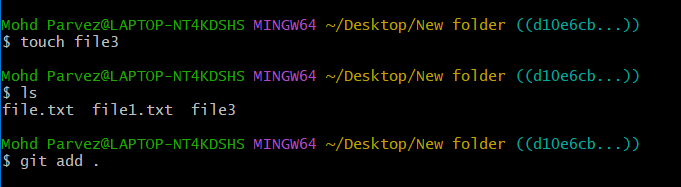 Mohd Parvez@LAPTOP-NT4KDSHS MINGW64 ~/Desktop/New folder ((d10e6cb...))
$ touch file3
Mohd Parvez@LAPTOP-NT4KDSHS MINGW64 ~/Desktop/New folder ((d10e6cb...))
$ ls
file.txt  file1.txt  file3
Mohd Parvez@LAPTOP-NT4KDSHS MINGW64 ~/Desktop/New folder ((d10e6cb...))
$ git add .